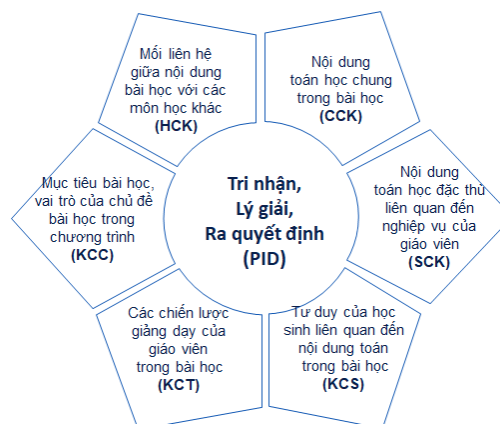 Mối liên hệ
giữa nội dung
bài học với các
môn học khác
(HCK)
Nội dung
toán học chung
trong bài học
(CCK)
Mục tiêu bài học,
vai trò của chủ đề
bài học trong
chương trình
(KCC)
Tri nhận,
Lý giải,
Ra quyết định
(PID)
Nội dung
toán học đặc thù
liên quan đến
nghiệp vụ của
giáo viên
(SCK)
Các chiến lược
giảng dạy của
giáo viên
trong bài học
(KCT)
Tư duy của học
sinh liên quan đến
nội dung toán
trong bài học
(KCS)